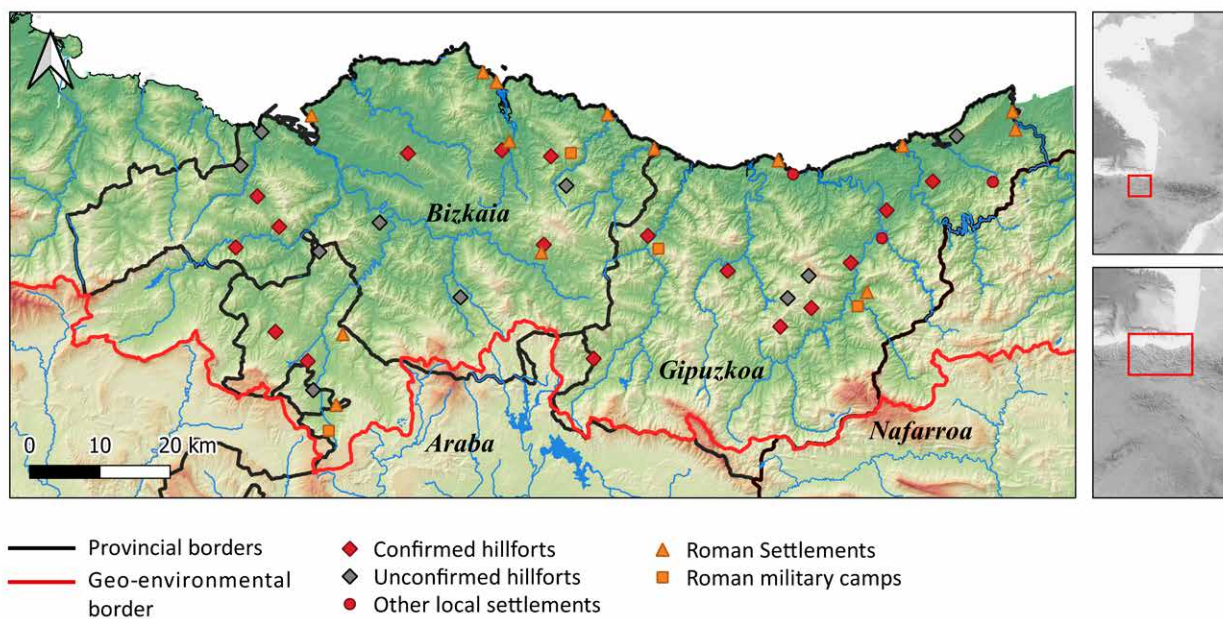 Bizkaia
Gipuzkoa
Araba
Nafarroa
0 10 20 km
Provincial borders
Geo-environmental
border
Confirmed hillforts
Unconfirmed hillforts
Other local settlements
Roman Settlements
Roman military camps